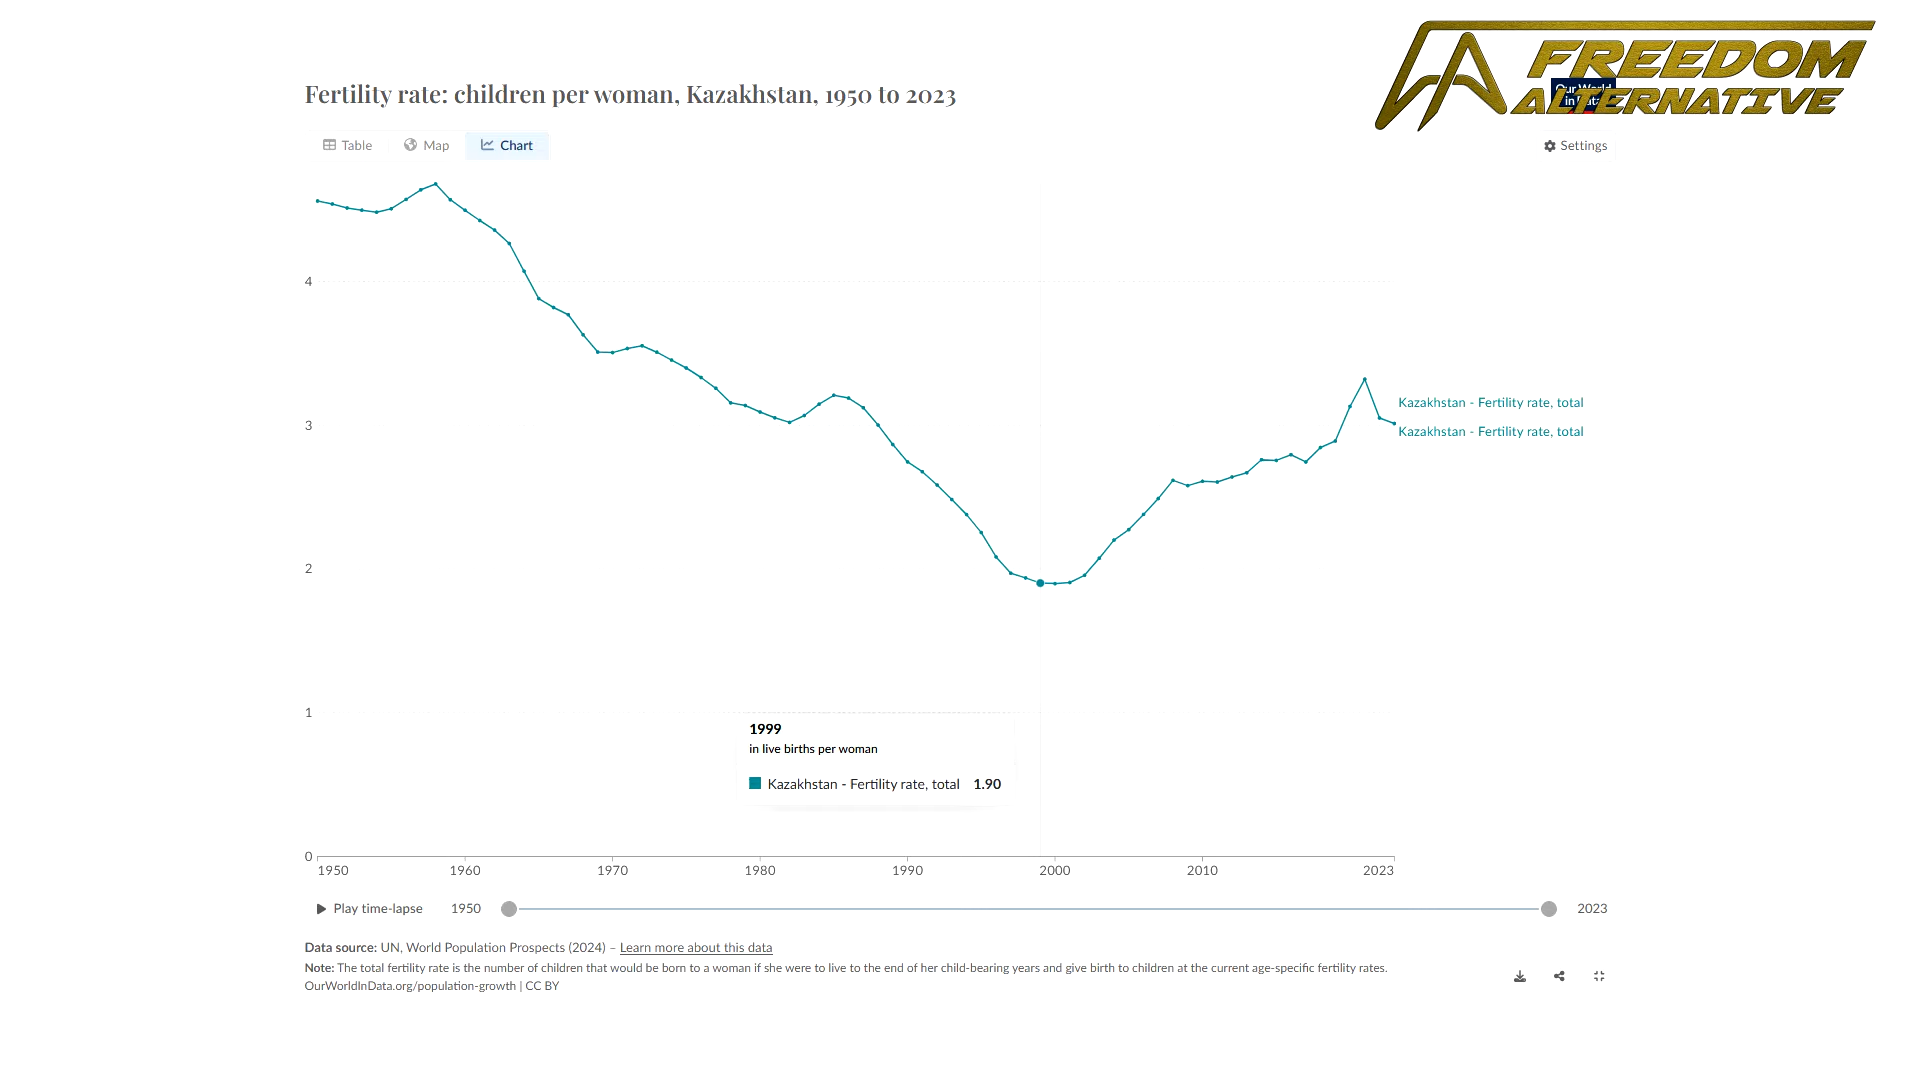 FREEDOM
ALTERNATIVE
Fertility rate: children per woman, Kazakhstan, 1950 to 2023
Our World
in Data
Table Map Chart
Settings
4
3
2
1
0
Kazakhstan - Fertility rate, total
Kazakhstan - Fertility rate, total
1999
in live births per woman
Kazakhstan - Fertility rate, total 1.90
1950 1960 1970 1980 1990 2000 2010 2023
Play time-lapse 1950 2023
Data source: UN, World Population Prospects (2024) – Learn more about this data
Note: The total fertility rate is the number of children that would be born to a woman if she were to live to the end of her child-bearing years and give birth to children at the current age-specific fertility rates.
OurWorldInData.org/population-growth | CC BY